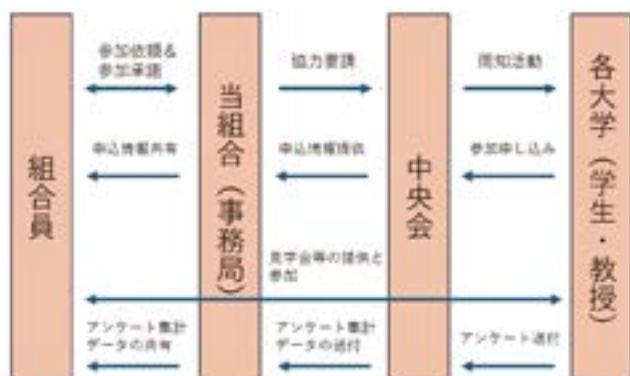 組合員
当組合（事務局）
中央会
各大学（学生・教授）
参加依頼＆
参加承諾
協力要請
周知活動
申込情報共有
申込情報提供
参加申し込み
見学会等の提供と
参加
アンケート集計
データの共有
アンケート集計
データの送付
アンケート送付